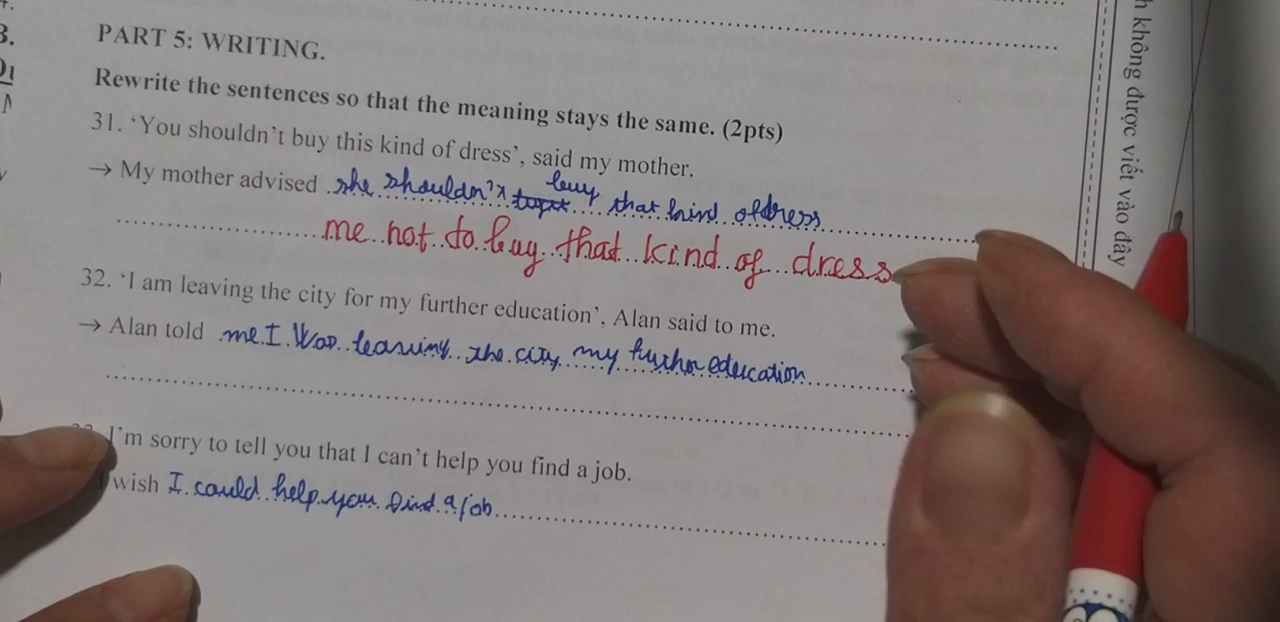 PART 5: WRITING.
Rewrite the sentences so that the meaning stays the same. (2pts)
31. ‘You shouldn’t buy this kind of dress’, said my mother.
→ My mother advised she shouldn't buy that kind of dress
me not to buy that kind of dress
32. ‘I am leaving the city for my further education’, Alan said to me.
→ Alan told me I was leaving the city my further education
I’m sorry to tell you that I can’t help you find a job.
wish I could help you find a job
h không được viết vào đây